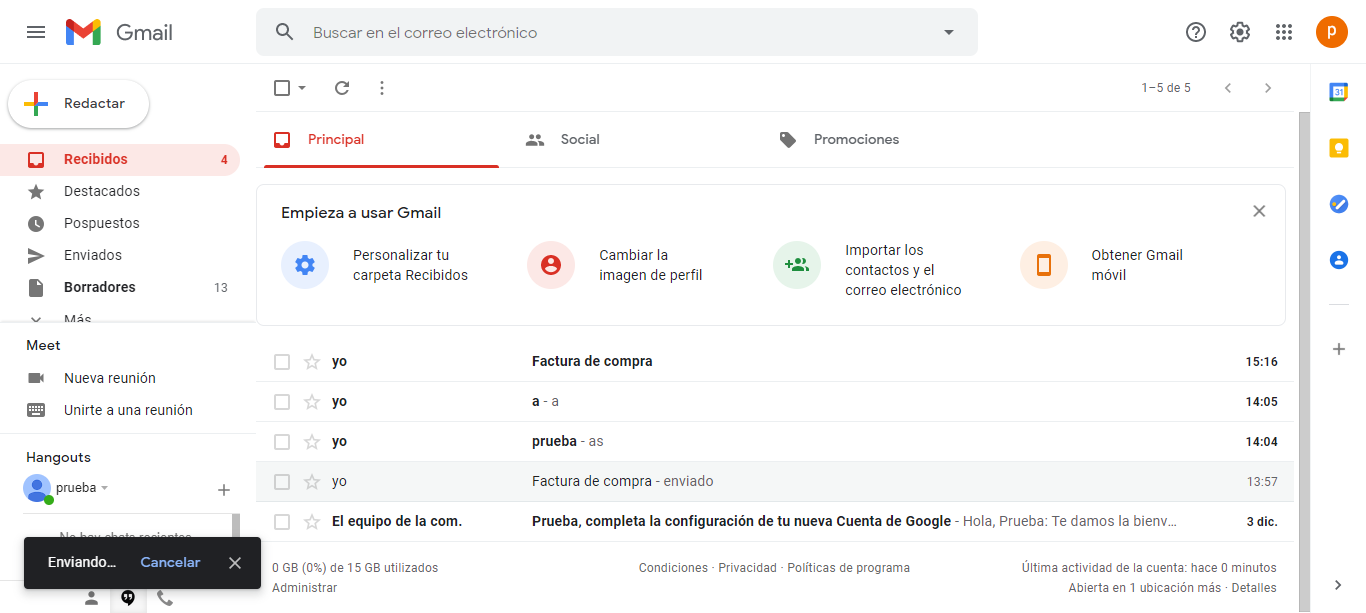 Gmail
Buscar en el correo electrónico
p
Redactar
1–5 de 5
31
Principal
Social
Promociones
Recibidos 4
Destacados
Pospuestos
Enviados
Borradores 13
Más
Empieza a usar Gmail
Personalizar tu
carpeta Recibidos
Cambiar la
imagen de perfil
Importar los
contactos y el
correo electrónico
Obtener Gmail
móvil
Meet
Nueva reunión
Unirte a una reunión
Hangouts
prueba
No hay chats recientes
yo Factura de compra 15:16
yo a - a 14:05
yo prueba - as 14:04
yo Factura de compra - enviado 13:57
El equipo de la com. Prueba, completa la configuración de tu nueva Cuenta de Google - Hola, Prueba: Te damos la bienv… 3 dic.
Enviando... Cancelar
0 GB (0%) de 15 GB utilizados
Administrar
Condiciones · Privacidad · Políticas de programa
Última actividad de la cuenta: hace 0 minutos
Abierta en 1 ubicación más · Detalles